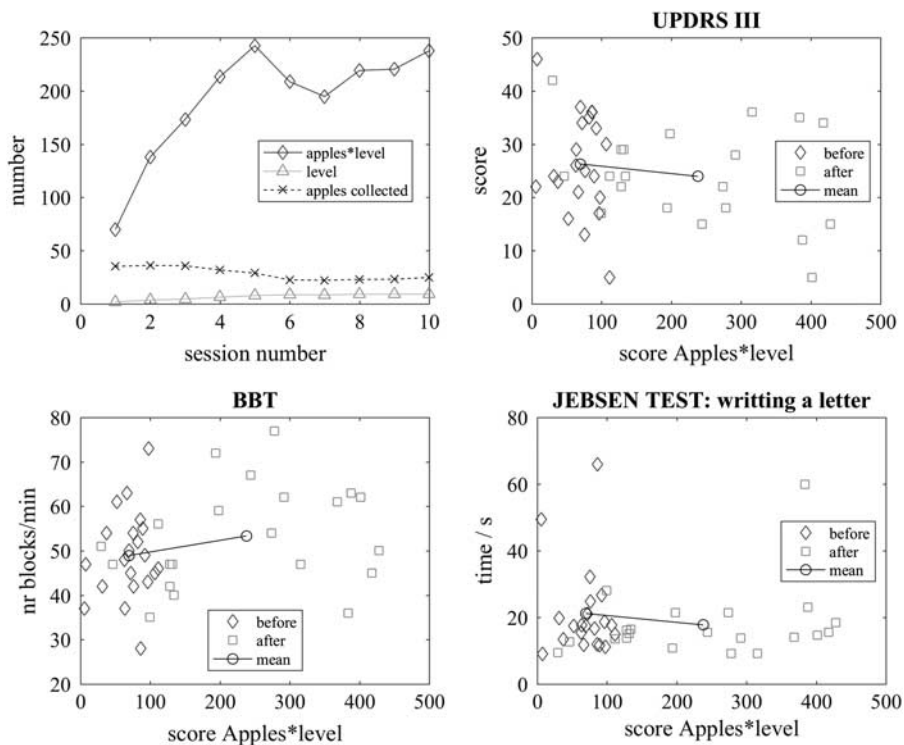 250
200
150
100
50
0
number
apples*level
level
apples collected
0 2 4 6 8 10
session number
UPDRS III
50
40
30
20
10
0
score
before
after
mean
0 100 200 300 400 500
score Apples*level
BBT
80
70
60
50
40
30
20
nr blocks/min
before
after
mean
0 100 200 300 400 500
score Apples*level
JEBSEN TEST: writting a letter
80
60
40
20
0
time / s
before
after
mean
0 100 200 300 400 500
score Apples*level